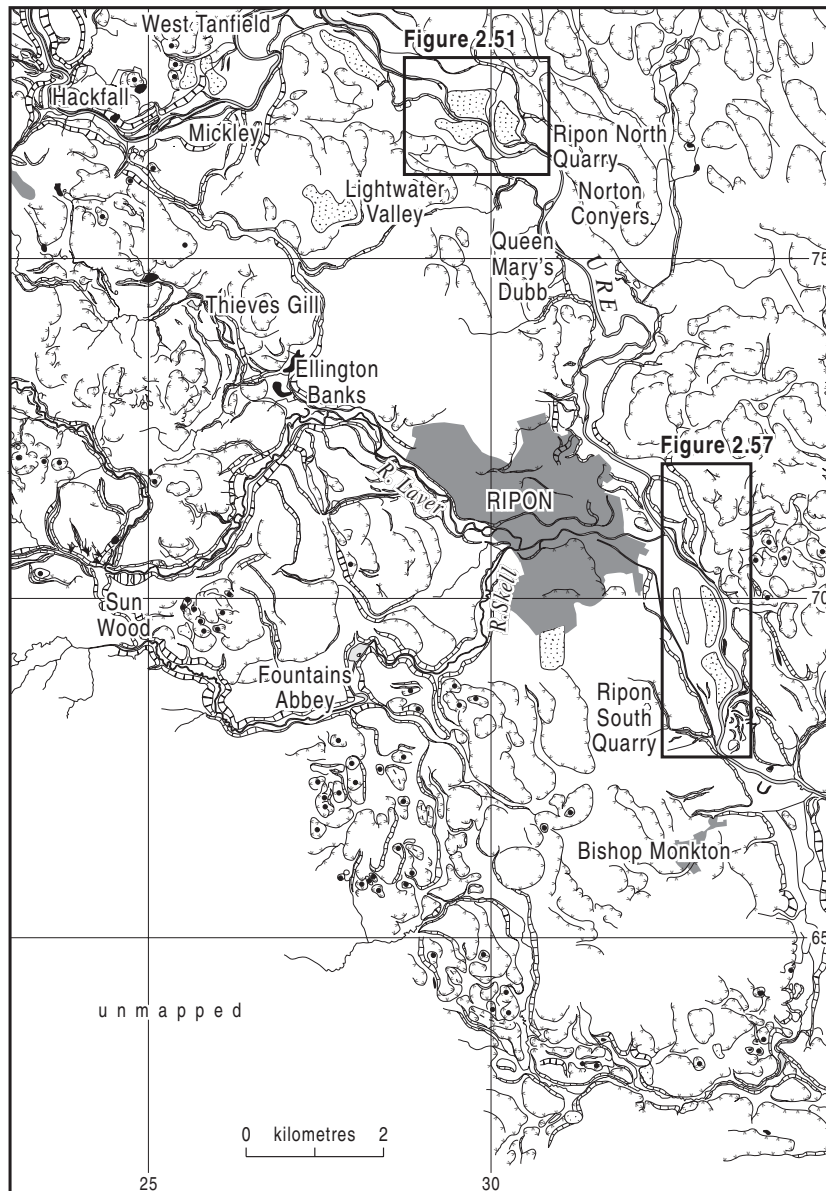 West Tanfield
Figure 2.51
Hackfall
Mickley
Ripon North
Quarry
Lightwater
Valley
Norton
Conyers
Queen
Mary's
Dubb
URE
75
Thieves Gill
Ellington
Banks
Figure 2.57
R. Laver
RIPON
R. Skell
70
Sun
Wood
Fountains
Abbey
Ripon
South
Quarry
Bishop Monkton
65
unmapped
0 kilometres 2
25
30